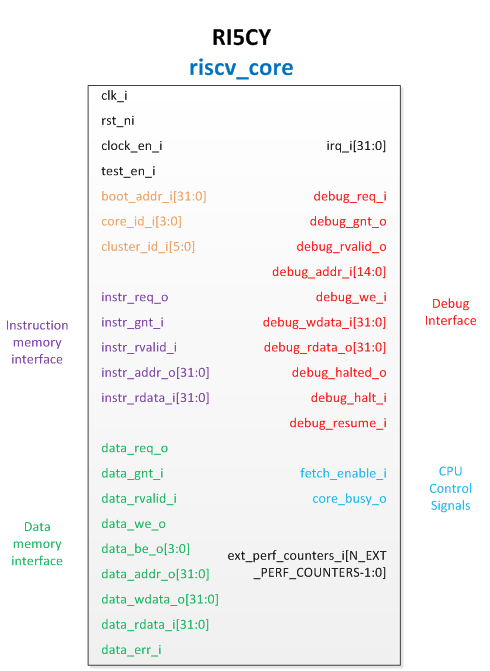 RI5CY
riscv_core
clk_i
rst_ni
clock_en_i
irq_i[31:0]
test_en_i
boot_addr_i[31:0]
debug_req_i
core_id_i[3:0]
debug_gnt_o
cluster_id_i[5:0]
debug_rvalid_o
debug_addr_i[14:0]
instr_req_o
debug_we_i
Debug
Interface
Instruction
memory
interface
instr_gnt_i
debug_wdata_i[31:0]
instr_rvalid_i
debug_rdata_o[31:0]
instr_addr_o[31:0]
debug_halted_o
instr_rdata_i[31:0]
debug_halt_i
debug_resume_i
data_req_o
data_gnt_i
fetch_enable_i
CPU
Control
Signals
data_rvalid_i
core_busy_o
data_we_o
Data
memory
interface
data_be_o[3:0]
ext_perf_counters_i[N_EXT
_PERF_COUNTERS-1:0]
data_addr_o[31:0]
data_wdata_o[31:0]
data_rdata_i[31:0]
data_err_i